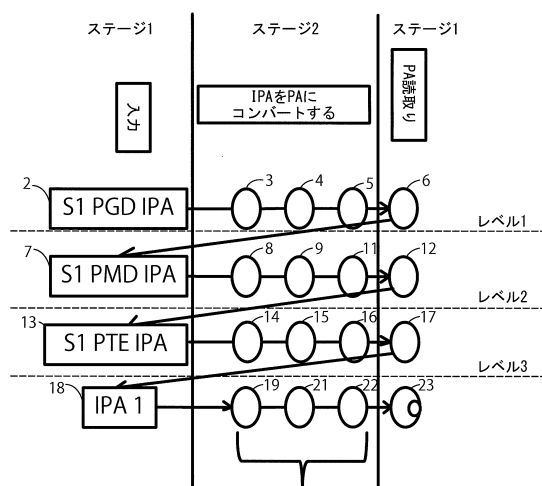 ステージ1
ステージ2
ステージ1
入力
IPAをPAに
コンバートする
PA読取り
2
S1 PGD IPA
3
4
5
6
レベル1
7
S1 PMD IPA
8
9
11
12
レベル2
13
S1 PTE IPA
14
15
16
17
レベル3
18
IPA 1
19
21
22
23